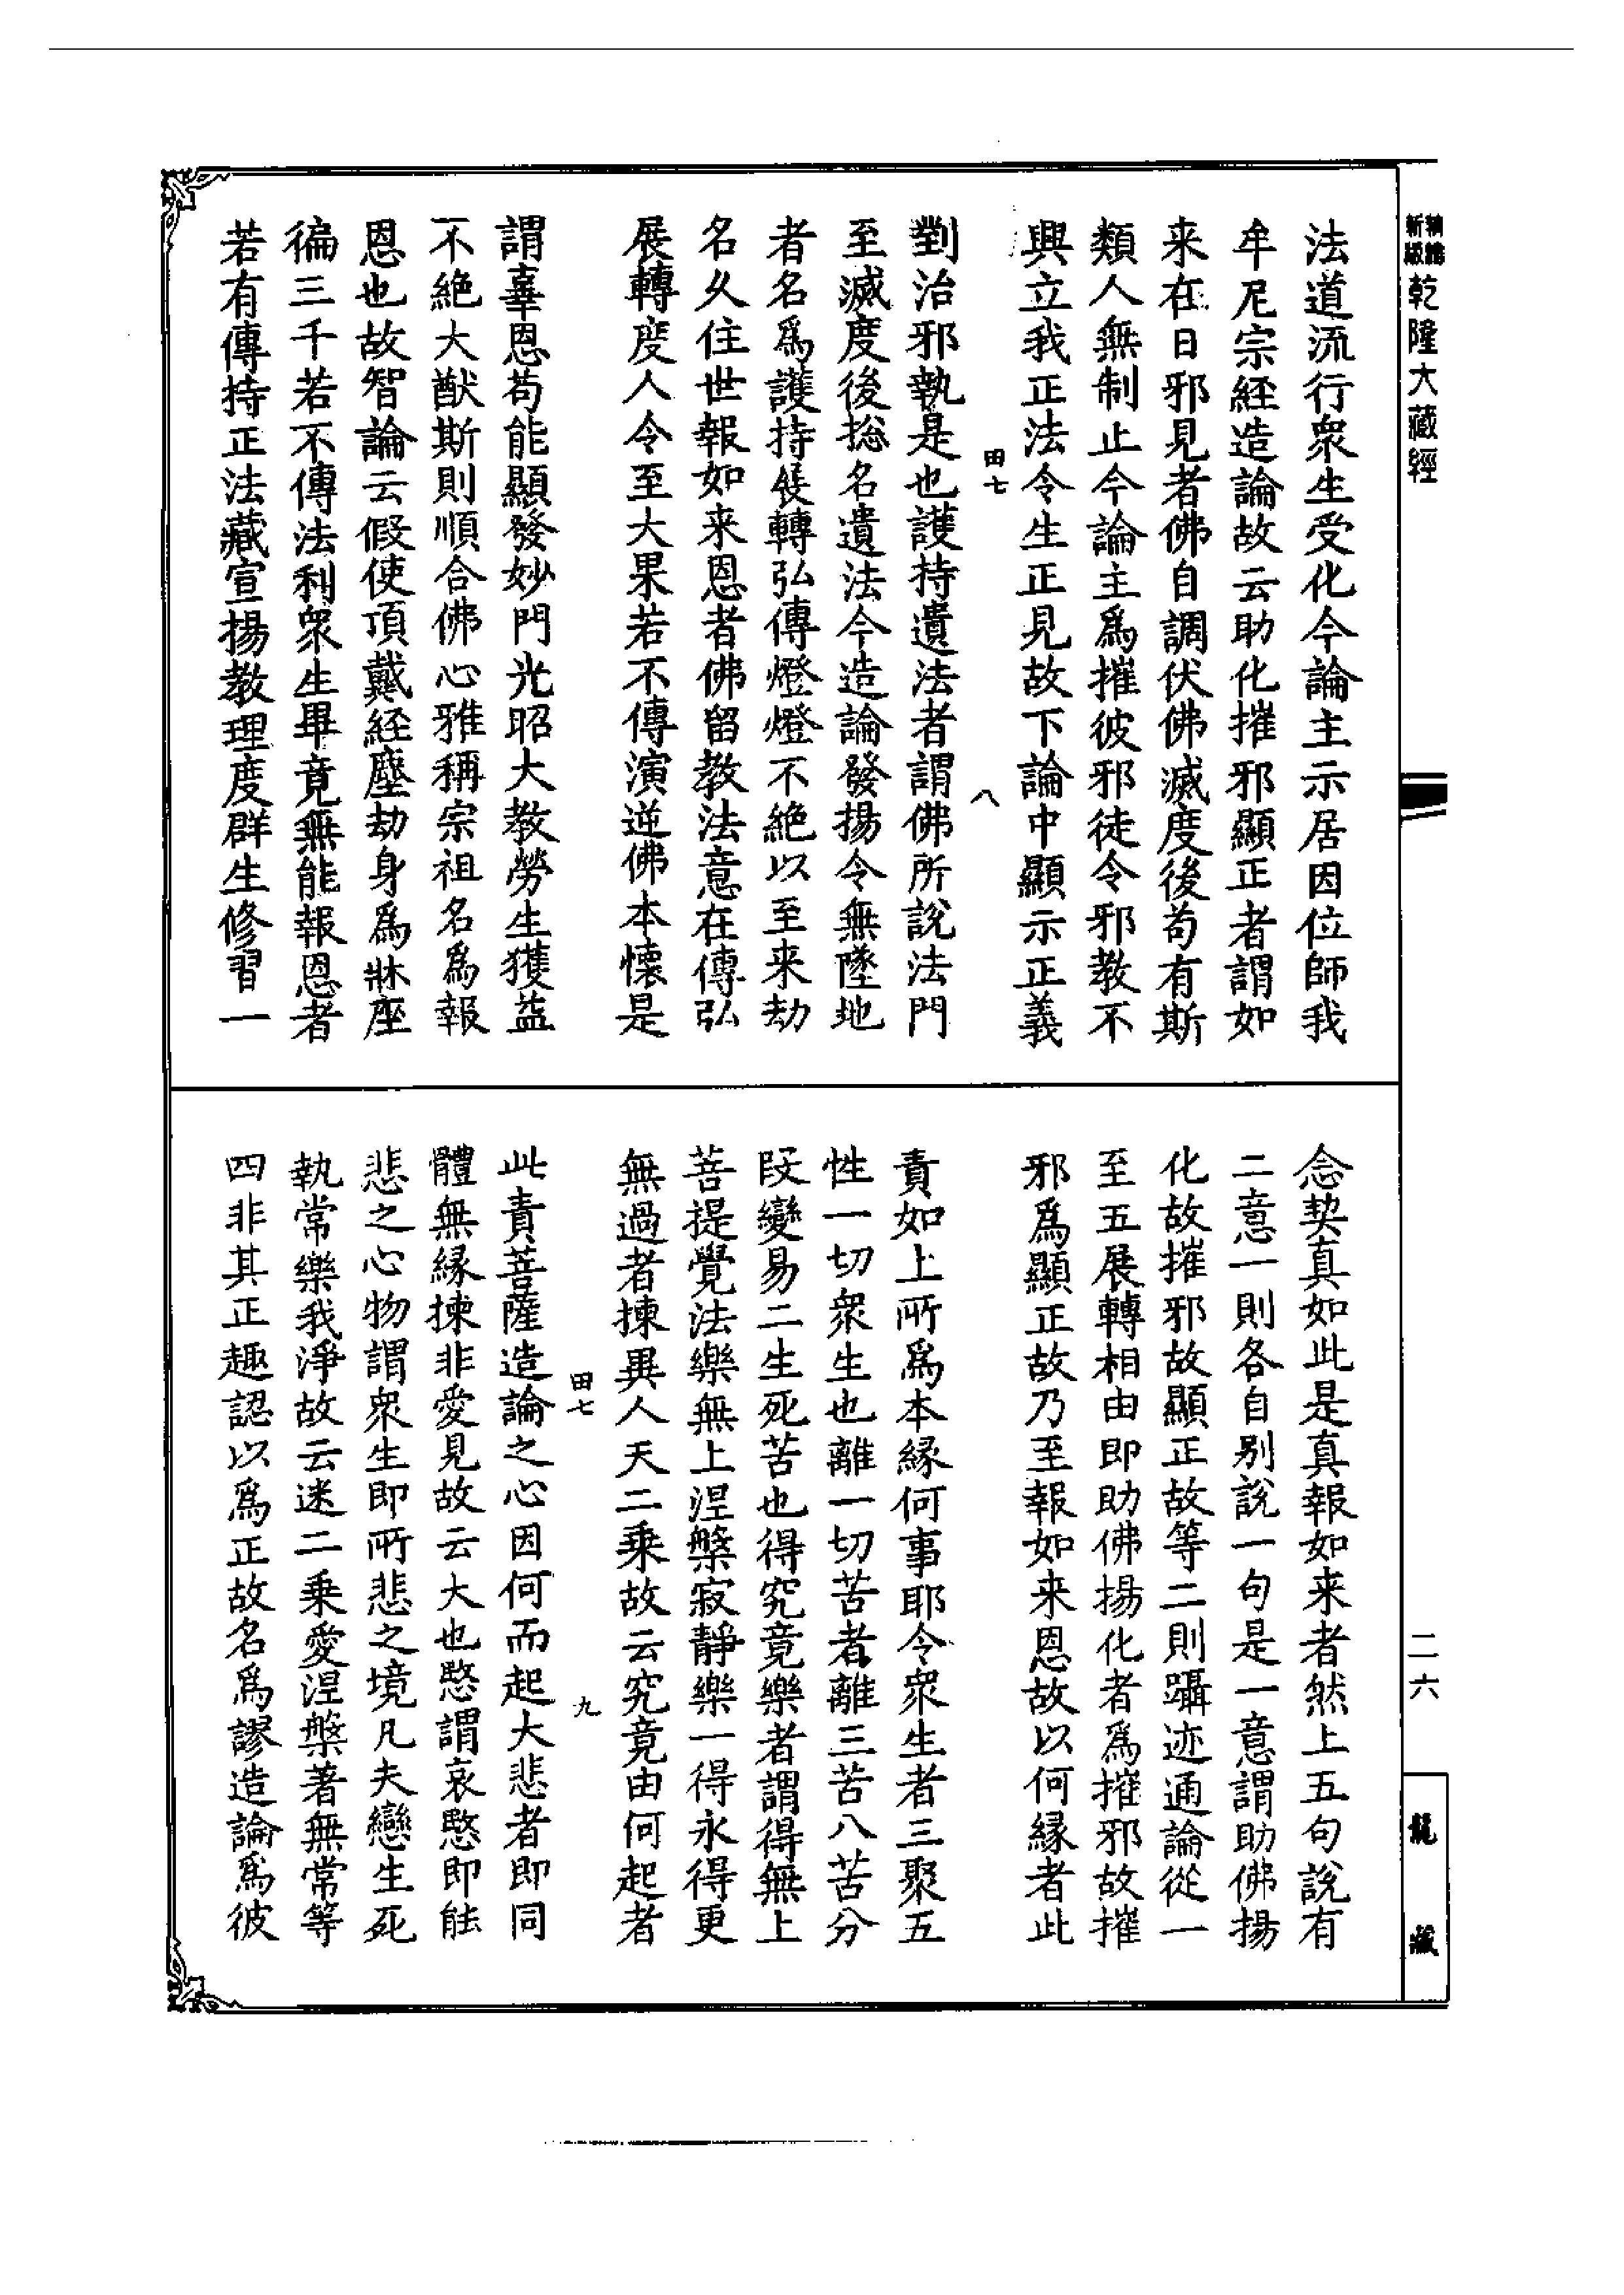 新版
精譯
乾隆大藏經
法道流行衆生受化今論主示居因位師我
牟尼宗經造論故云助化摧邪顯正者謂如
来在日邪見者佛自調伏佛滅度後苟有斯
類人無制止今論主爲摧彼邪徒令邪教不
興立我正法令生正見故下論中顯示正義
田七
八
對治邪執是也護持遺法者謂佛所說法門
至滅度後捴名遺法今造論發揚令無墜地
者名爲護持展轉弘傳燈燈不絶以至来劫
名久住世報如来恩者佛留教法意在傳弘
展轉度人令至大果若不傳演逆佛本懐是
謂辜恩苟能顯發妙門光昭大教勞生獲益
不絶大猷斯則順合佛心雅稱宗祖名爲報
恩也故智論云假使頂戴経塵劫身爲牀座
徧三千若不傳法利衆生畢竟無能報恩者
若有傳持正法藏宣揚教理度群生修習一
念契真如此是真報如来者然上五句說有
二意一則各自别說一句是一意謂助佛揚
化故摧邪故顯正故等二則躡迹通論從一
至五展轉相由即助佛揚化者爲摧邪故摧
邪爲顯正故乃至報如来恩故以何緣者此
責如上所爲本緣何事耶令衆生者三聚五
性一切衆生也離一切苦者離三苦八苦分
段變易二生死苦也得究竟樂者謂得無上
菩提覺法樂無上涅槃寂靜樂一得永得更
無過者揀異人天二乘故云究竟由何起者
田七
九
此責菩薩造論之心因何而起大悲者即同
體無緣揀非愛見故云大也愍謂哀愍即能
悲之心物謂衆生即所悲之境凡夫戀生死
執常樂我淨故云迷二乘愛涅槃著無常等
四非其正趣認以爲正故名爲謬造論爲彼
二六
龍
藏